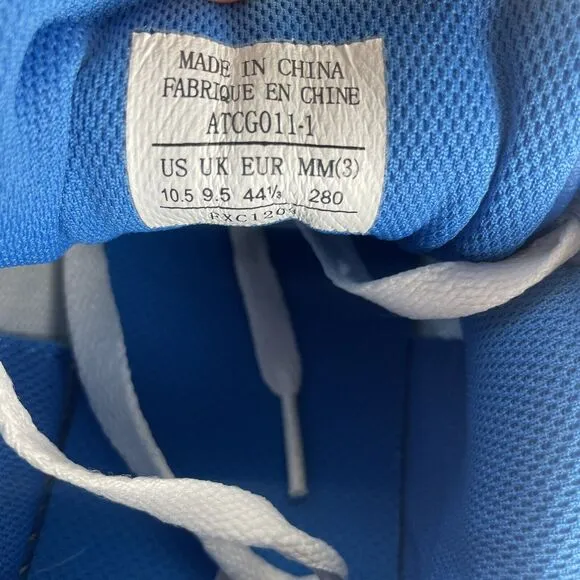 MADE IN CHINA
FABRIQUE EN CHINE
ATCG011-1
US UK EUR MM(3)
10.5 9.5 44⅓ 280